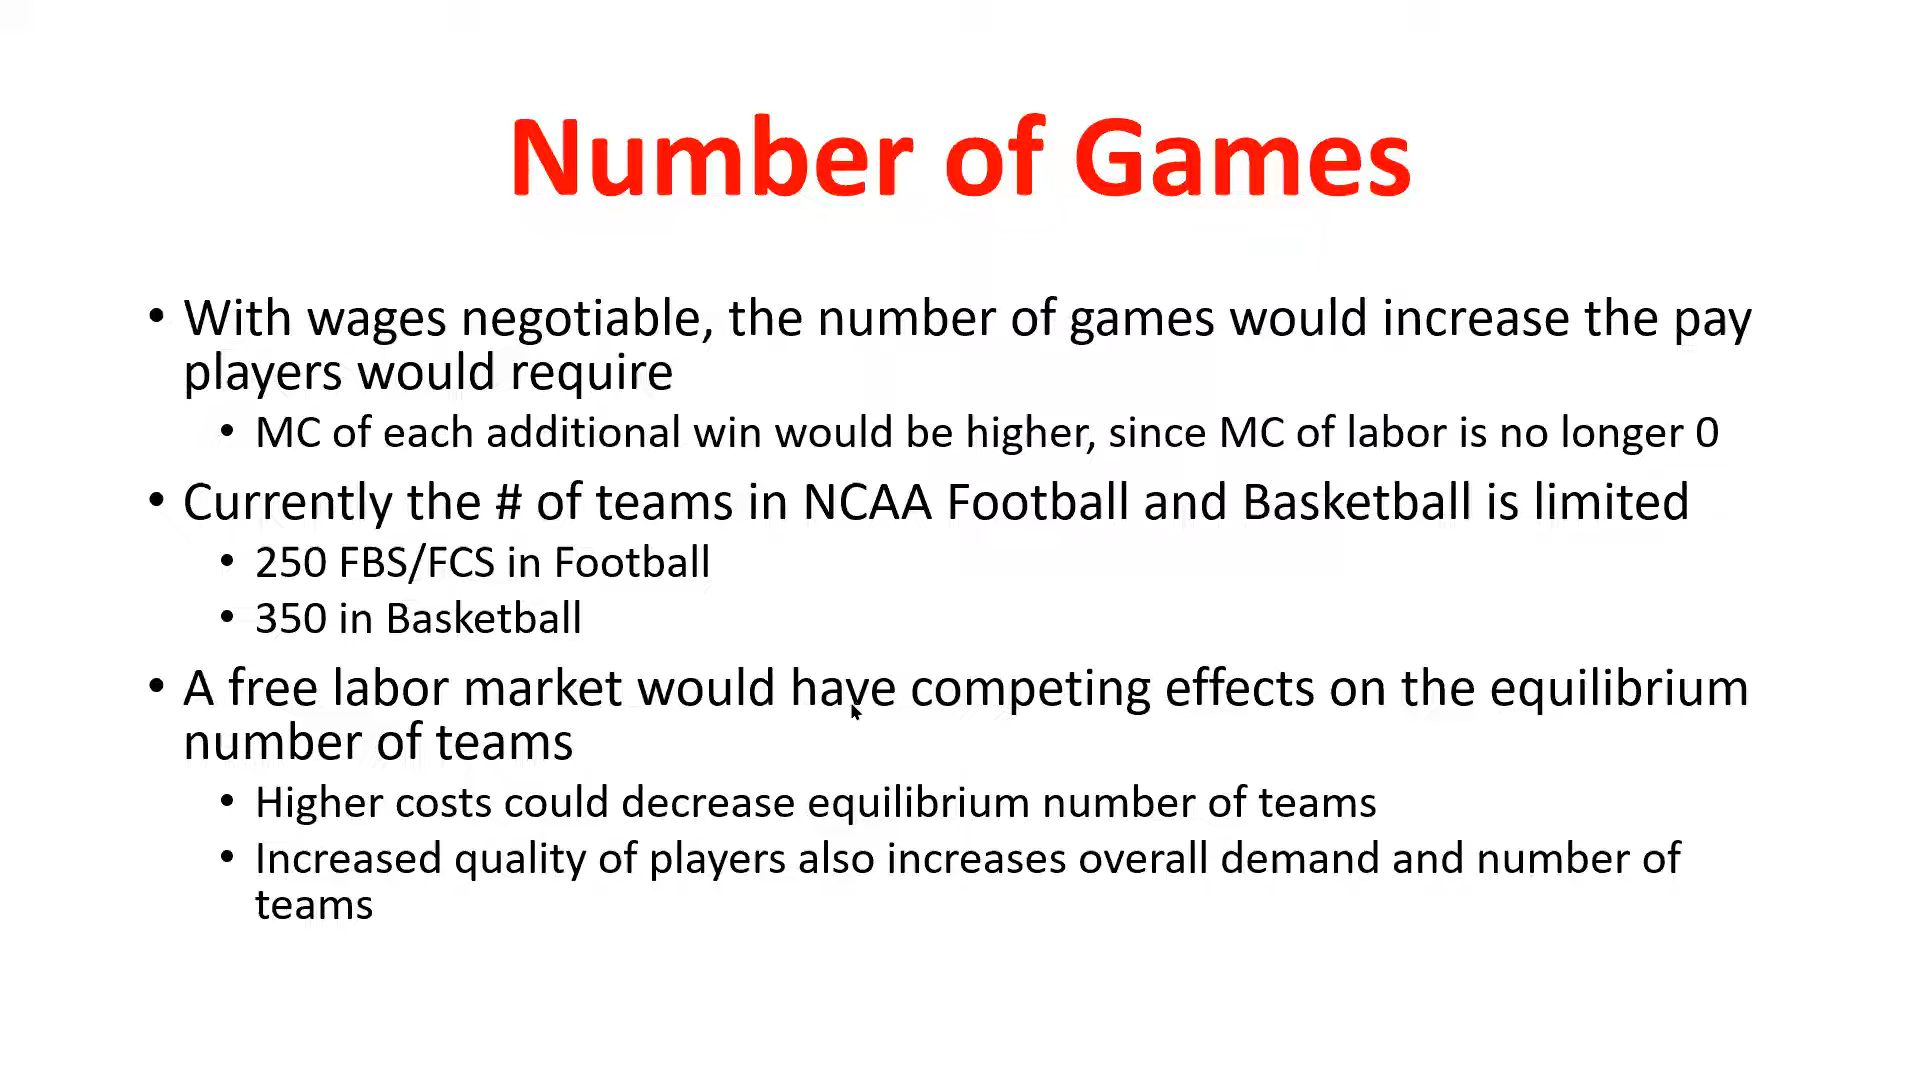 Number of Games
• With wages negotiable, the number of games would increase the pay
players would require
• MC of each additional win would be higher, since MC of labor is no longer 0
• Currently the # of teams in NCAA Football and Basketball is limited
• 250 FBS/FCS in Football
• 350 in Basketball
• A free labor market would have competing effects on the equilibrium
number of teams
• Higher costs could decrease equilibrium number of teams
• Increased quality of players also increases overall demand and number of
teams